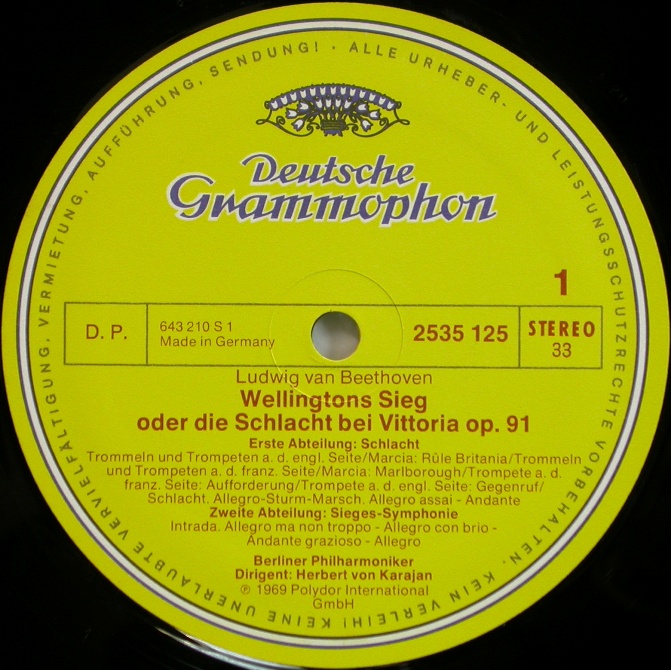 ALLE URHEBER- UND LEISTUNGSSCHUTZRECHTE VORBEHALTEN. KEIN VERLEIH! KEINE UNERLAUBTE VERVIELFÄLTIGUNG, VERMIETUNG, AUFFÜHRUNG, SENDUNG! ·
Deutsche
Grammophon
1
D. P.
643 210 S 1
Made in Germany
2535 125
STEREO
33
Ludwig van Beethoven
Wellingtons Sieg
oder die Schlacht bei Vittoria op. 91
Erste Abteilung: Schlacht
Trommeln und Trompeten a. d. engl. Seite/Marcia: Rûle Britania/Trommeln
und Trompeten a. d. franz. Seite/Marcia: Marlborough/Trompete a. d.
franz. Seite: Aufforderung/Trompete a. d. engl. Seite: Gegenruf/
Schlacht. Allegro-Sturm-Marsch. Allegro assai - Andante
Zweite Abteilung: Sieges-Symphonie
Intrada. Allegro ma non troppo - Allegro con brio -
Andante grazioso - Allegro
Berliner Philharmoniker
Dirigent: Herbert von Karajan
℗ 1969 Polydor International
GmbH